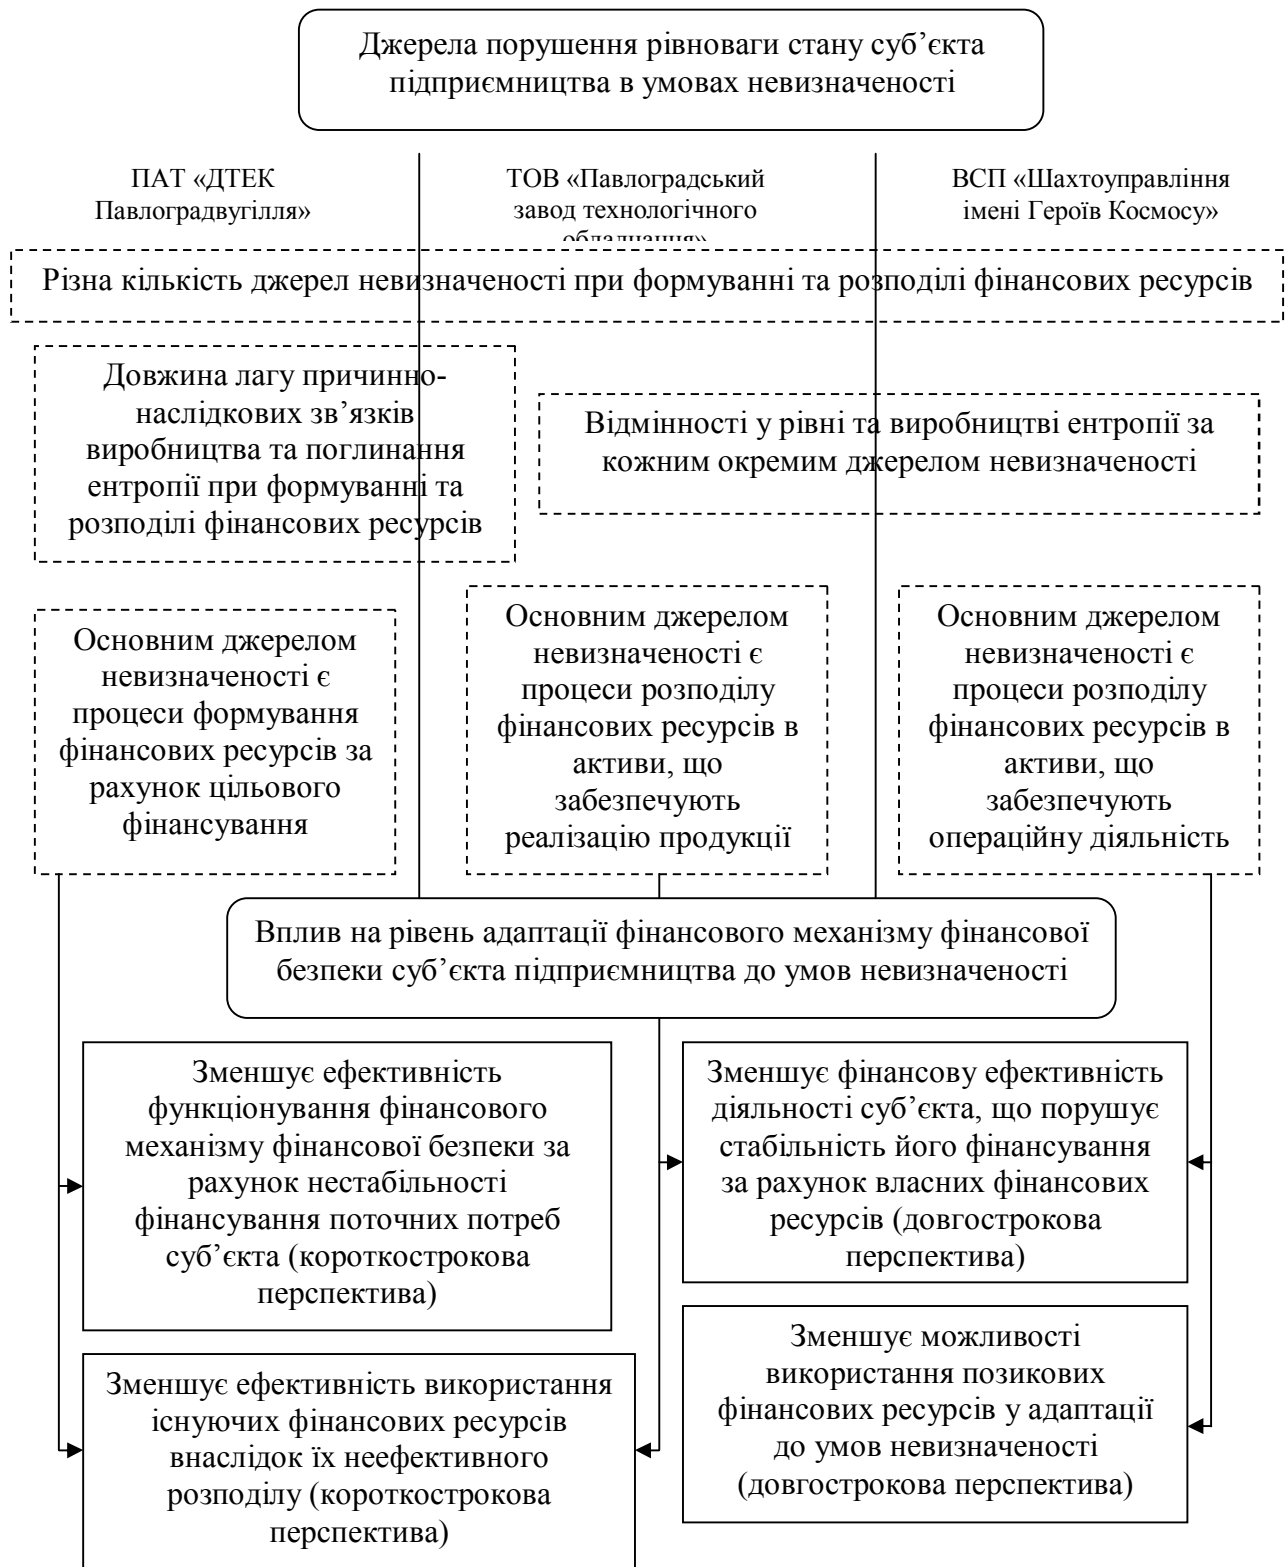 Джерела порушення рівноваги стану суб’єкта
підприємництва в умовах невизначеності
ПАТ «ДТЕК
Павлоградвугілля»
ТОВ «Павлоградський
завод технологічного
обладнання»
ВСП «Шахтоуправління
імені Героїв Космосу»
Різна кількість джерел невизначеності при формуванні та розподілі фінансових ресурсів
Довжина лагу причинно-
наслідкових зв’язків
виробництва та поглинання
ентропії при формуванні та
розподілі фінансових ресурсів
Відмінності у рівні та виробництві ентропії за
кожним окремим джерелом невизначеності
Основним джерелом
невизначеності є
процеси формування
фінансових ресурсів за
рахунок цільового
фінансування
Основним джерелом
невизначеності є
процеси розподілу
фінансових ресурсів в
активи, що
забезпечують
реалізацію продукції
Основним джерелом
невизначеності є
процеси розподілу
фінансових ресурсів в
активи, що
забезпечують
операційну діяльність
Вплив на рівень адаптації фінансового механізму фінансової
безпеки суб’єкта підприємництва до умов невизначеності
Зменшує ефективність
функціонування фінансового
механізму фінансової безпеки за
рахунок нестабільності
фінансування поточних потреб
суб’єкта (короткострокова
перспектива)
Зменшує фінансову ефективність
діяльності суб’єкта, що порушує
стабільність його фінансування
за рахунок власних фінансових
ресурсів (довгострокова
перспектива)
Зменшує ефективність використання
існуючих фінансових ресурсів
внаслідок їх неефективного
розподілу (короткострокова
перспектива)
Зменшує можливості
використання позикових
фінансових ресурсів у адаптації
до умов невизначеності
(довгострокова перспектива)